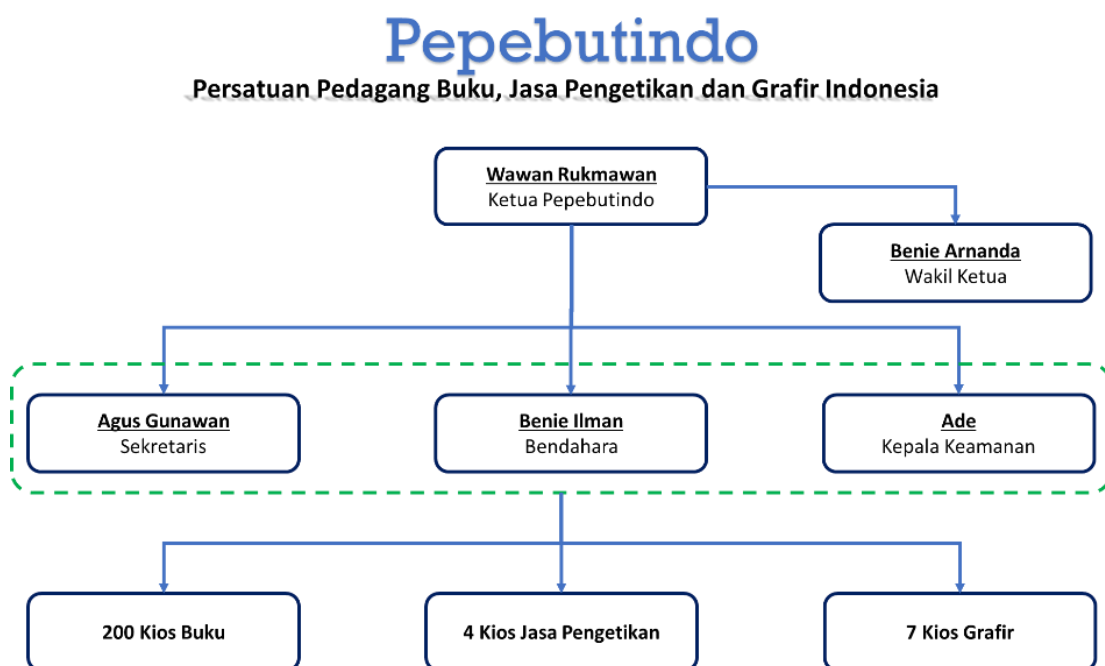 Pepebutindo
Persatuan Pedagang Buku, Jasa Pengetikan dan Grafir Indonesia
Wawan Rukmawan
Ketua Pepebutindo
Benie Arnanda
Wakil Ketua
Agus Gunawan
Sekretaris
Benie Ilman
Bendahara
Ade
Kepala Keamanan
200 Kios Buku
4 Kios Jasa Pengetikan
7 Kios Grafir